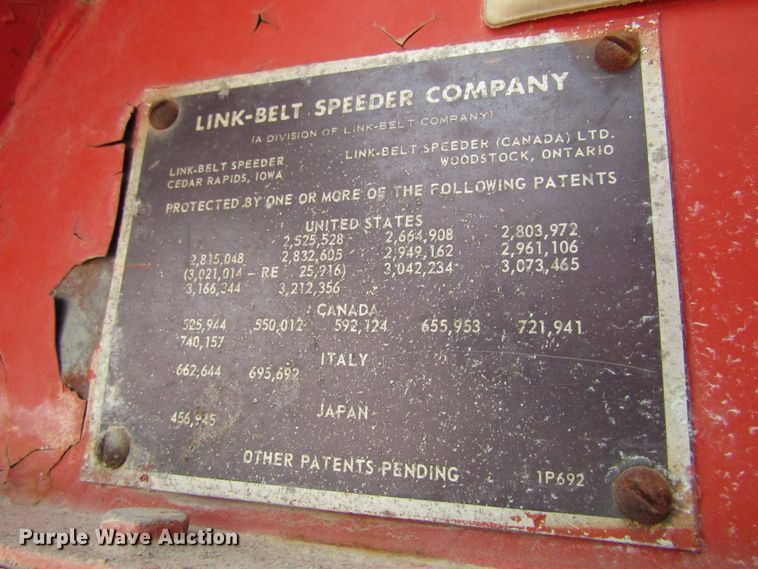 LINK-BELT SPEEDER COMPANY
(A DIVISION OF LINK-BELT COMPANY)
LINK-BELT SPEEDER
CEDAR RAPIDS, IOWA
LINK-BELT SPEEDER (CANADA) LTD.
WOODSTOCK, ONTARIO
PROTECTED BY ONE OR MORE OF THE FOLLOWING PATENTS
UNITED STATES
2,525,528 2,664,908 2,803,972
2,815,048 2,832,605 2,949,162 2,961,106
(3,021,014 – RE 25,916) 3,042,234 3,073,465
3,166,344 3,212,356
CANADA
525,944 550,012 592,124 655,953 721,941
740,157
ITALY
662,644 695,692
JAPAN
456,945
OTHER PATENTS PENDING 1P692
Purple Wave Auction